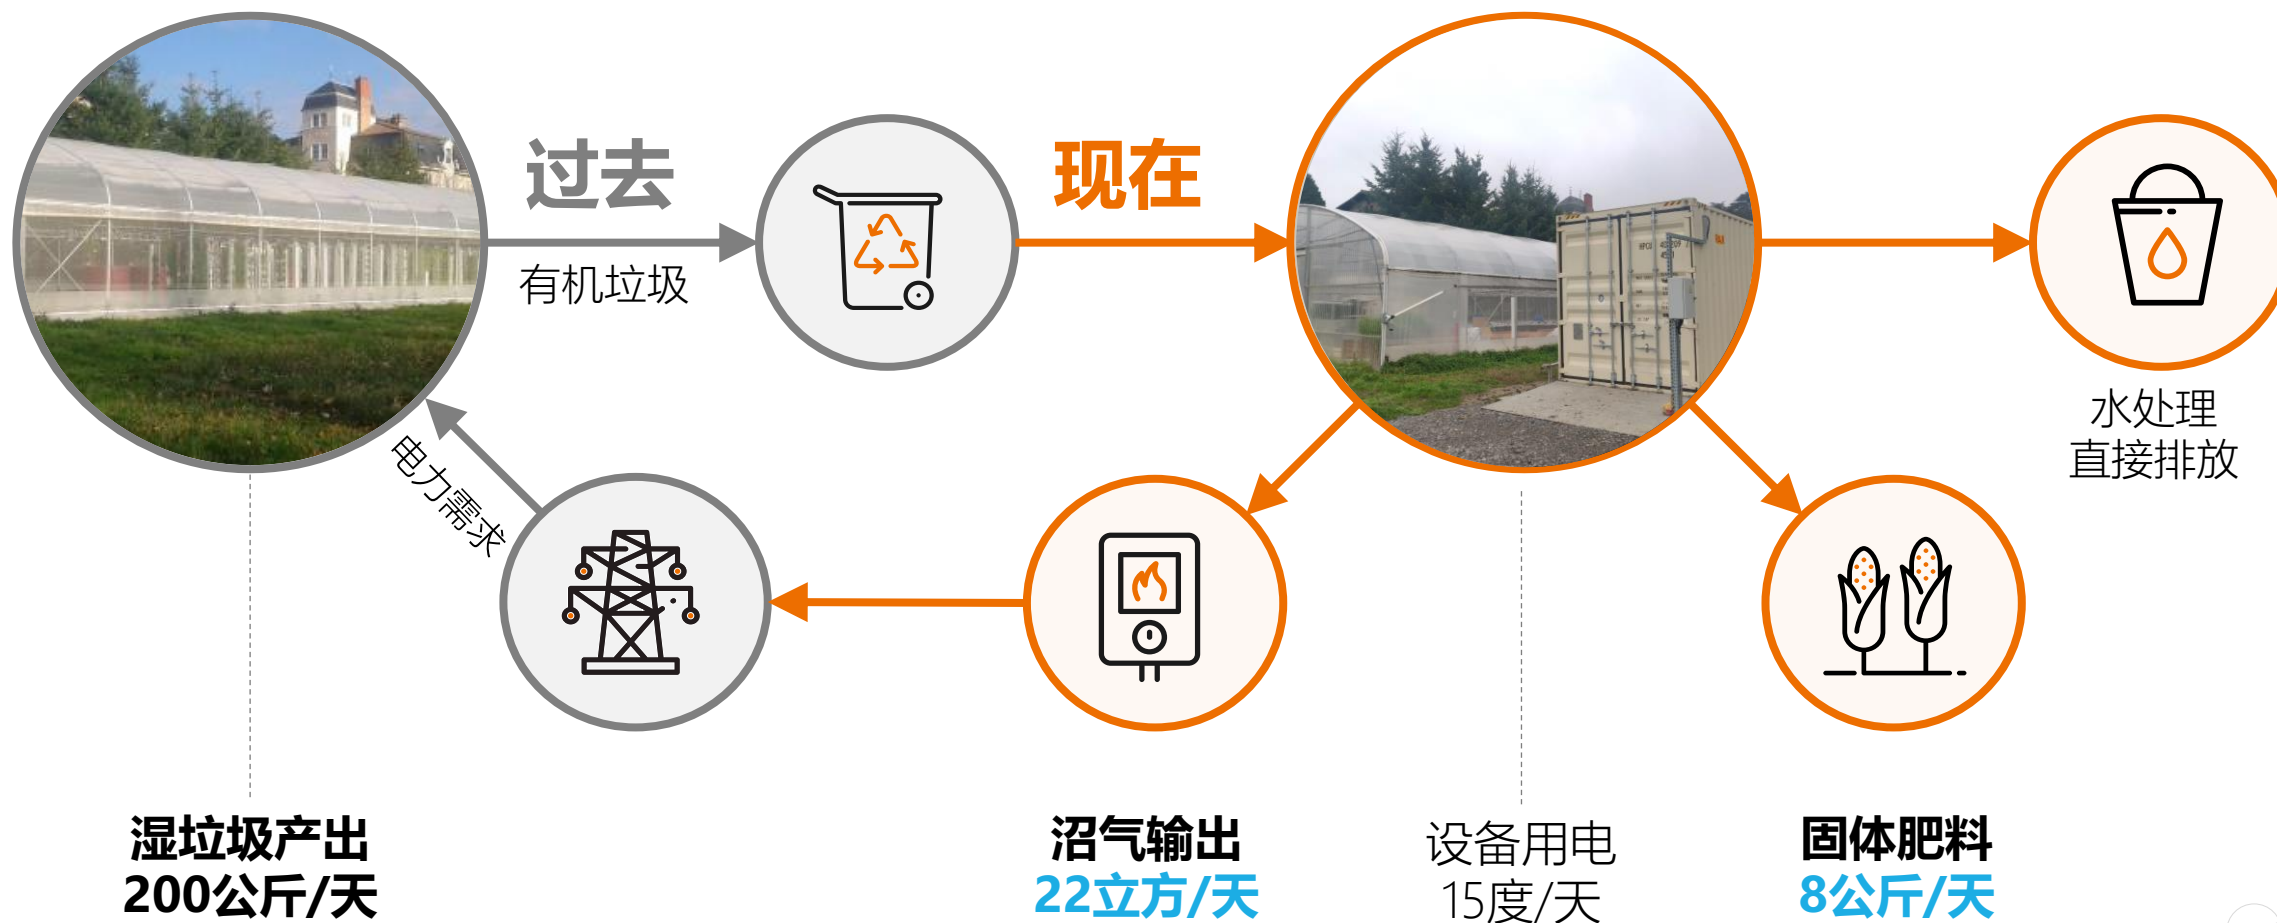 过去
现在
有机垃圾
水处理
直接排放
电力需求
湿垃圾产出
200公斤/天
沼气输出
22立方/天
设备用电
15度/天
固体肥料
8公斤/天